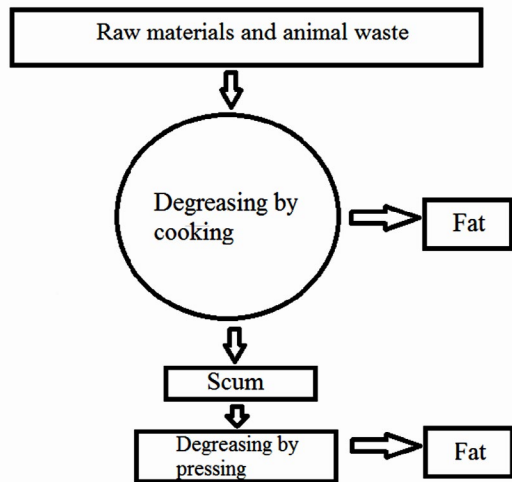 Raw materials and animal waste
Degreasing by
cooking
Fat
Scum
Degreasing by
pressing
Fat